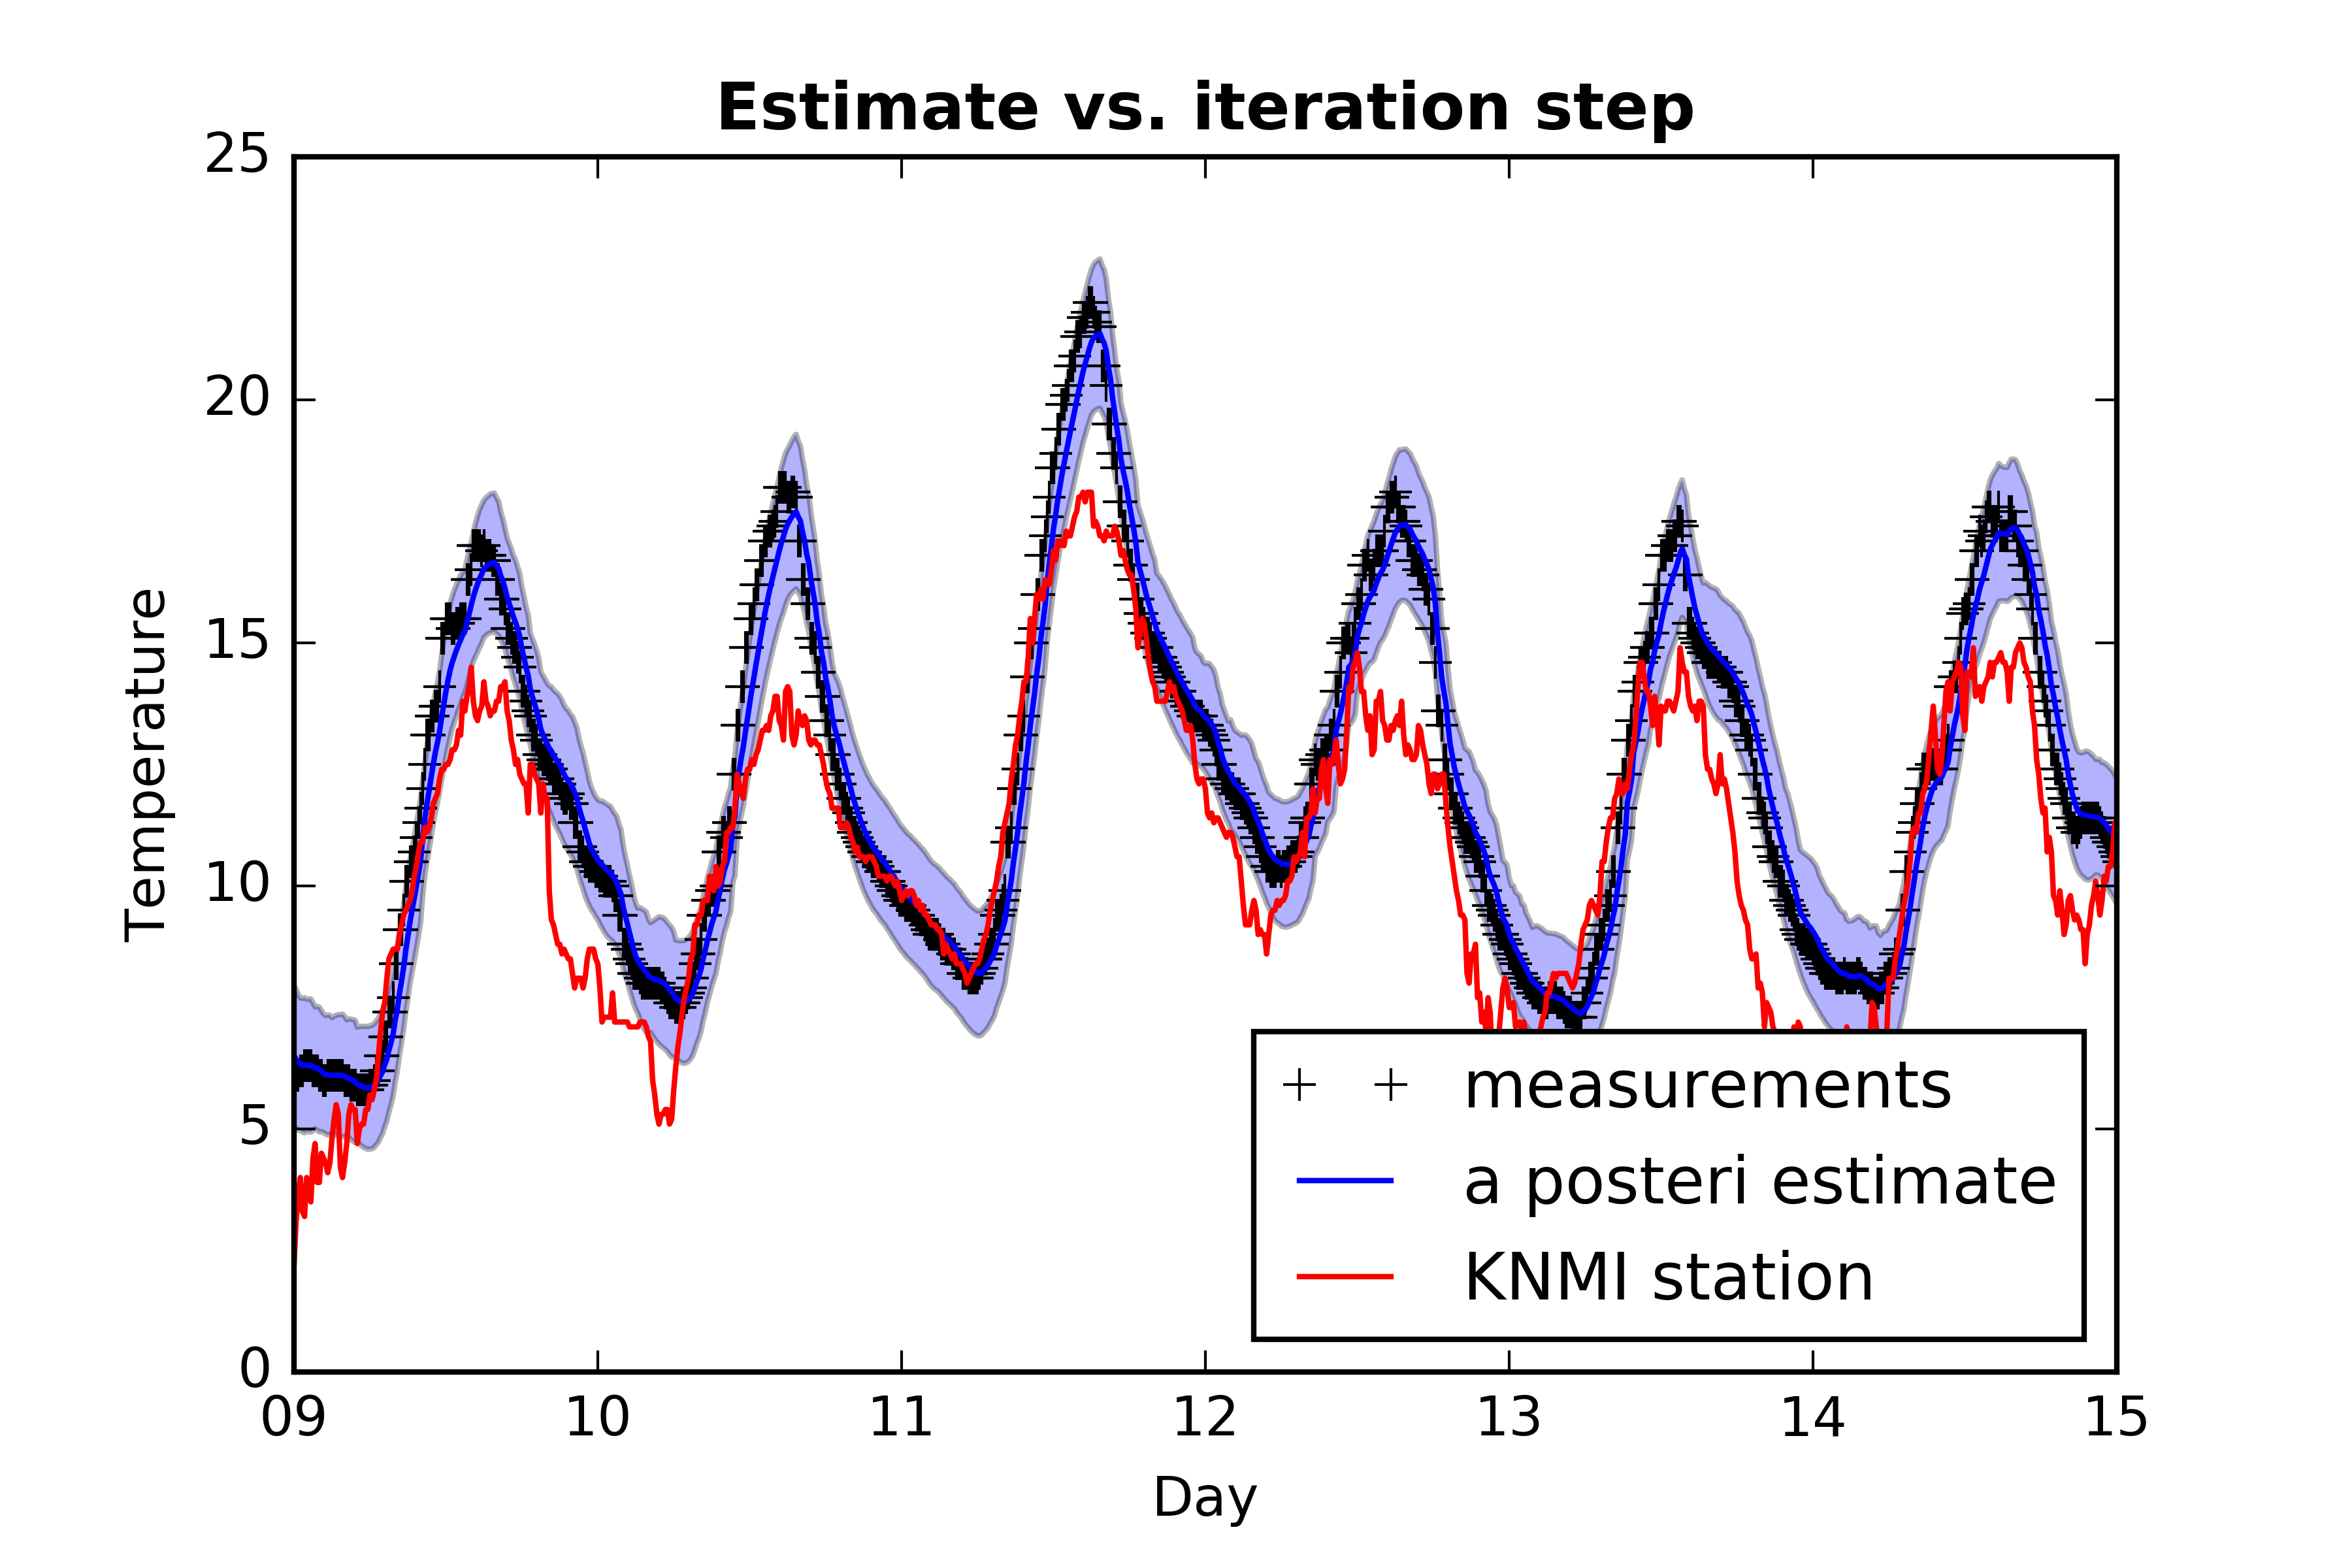 Estimate vs. iteration step
25
20
15
10
5
0
Temperature
09 10 11 12 13 14 15
Day
measurements
a posteri estimate
KNMI station